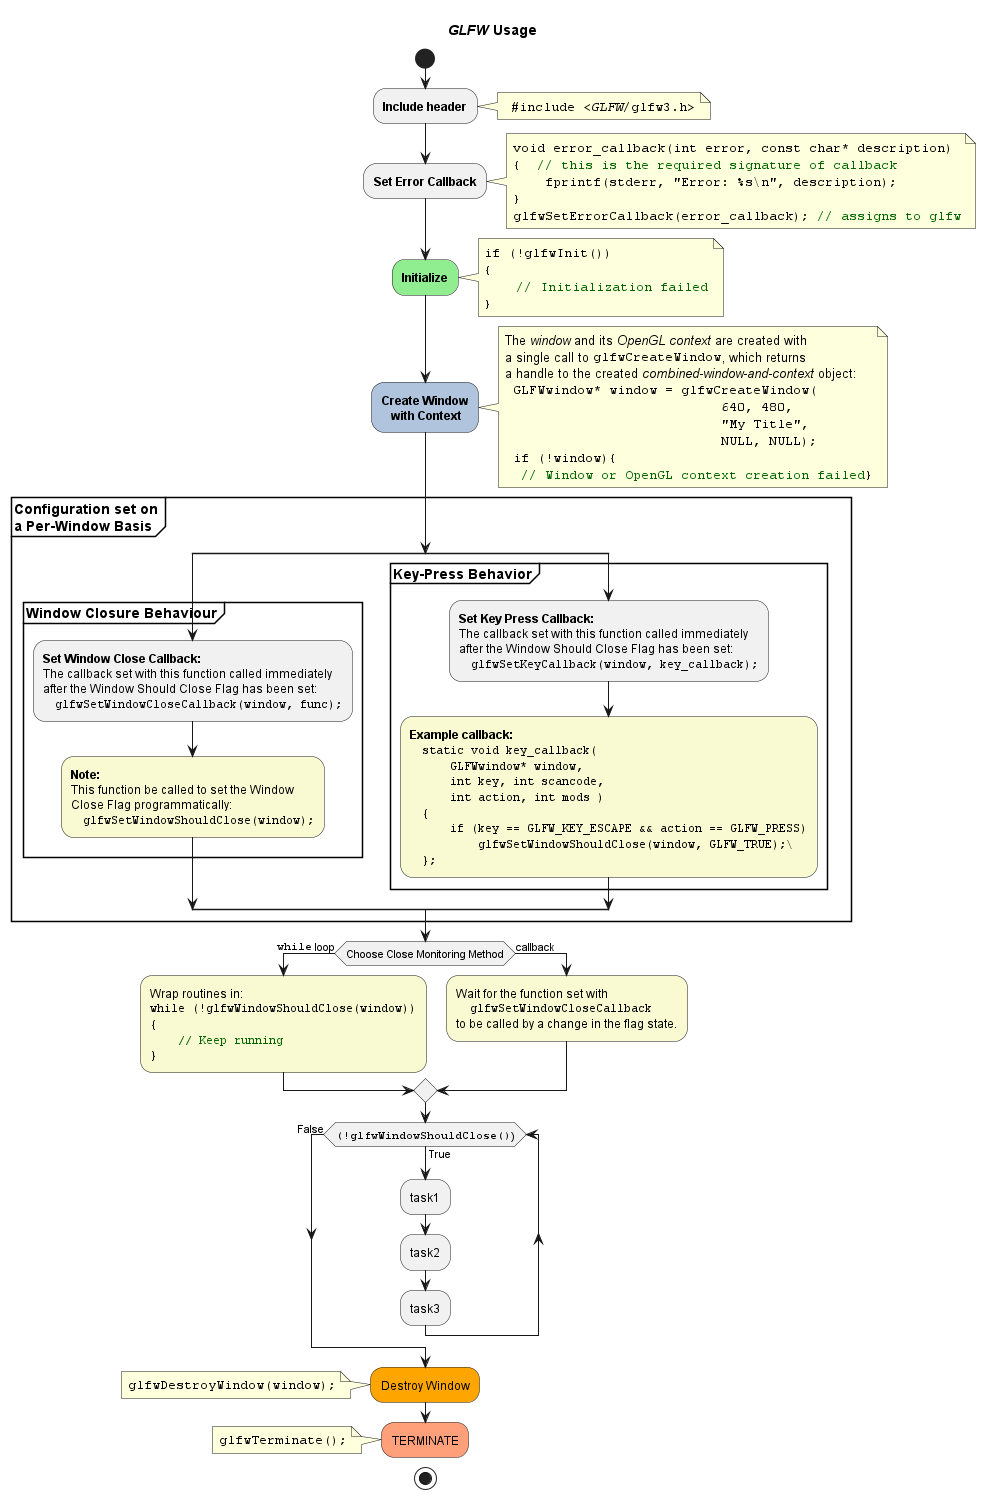 GLFW Usage
Include header
#include <GLFW/glfw3.h>
Set Error Callback
void error_callback(int error, const char* description)
{  // this is the required signature of callback
    fprintf(stderr, "Error: %s\n", description);
}
glfwSetErrorCallback(error_callback); // assigns to glfw
Initialize
if (!glfwInit())
{
    // Initialization failed
}
Create Window
with Context
The window and its OpenGL context are created with
a single call to glfwCreateWindow, which returns
a handle to the created combined-window-and-context object:
GLFWwindow* window = glfwCreateWindow(
640, 480,
"My Title",
NULL, NULL);
if (!window){
// Window or OpenGL context creation failed}
Configuration set on
a Per-Window Basis
Window Closure Behaviour
Set Window Close Callback:
The callback set with this function called immediately
after the Window Should Close Flag has been set:
glfwSetWindowCloseCallback(window, func);
Note:
This function be called to set the Window
Close Flag programmatically:
glfwSetWindowShouldClose(window);
Key-Press Behavior
Set Key Press Callback:
The callback set with this function called immediately
after the Window Should Close Flag has been set:
glfwSetKeyCallback(window, key_callback);
Example callback:
static void key_callback(
GLFWwindow* window,
int key, int scancode,
int action, int mods )
{
if (key == GLFW_KEY_ESCAPE && action == GLFW_PRESS)
glfwSetWindowShouldClose(window, GLFW_TRUE);\
};
while loop
Choose Close Monitoring Method
callback
Wrap routines in:
while (!glfwWindowShouldClose(window))
{
    // Keep running
}
Wait for the function set with
glfwSetWindowCloseCallback
to be called by a change in the flag state.
False
(!glfwWindowShouldClose())
True
task1
task2
task3
glfwDestroyWindow(window);
Destroy Window
glfwTerminate();
TERMINATE